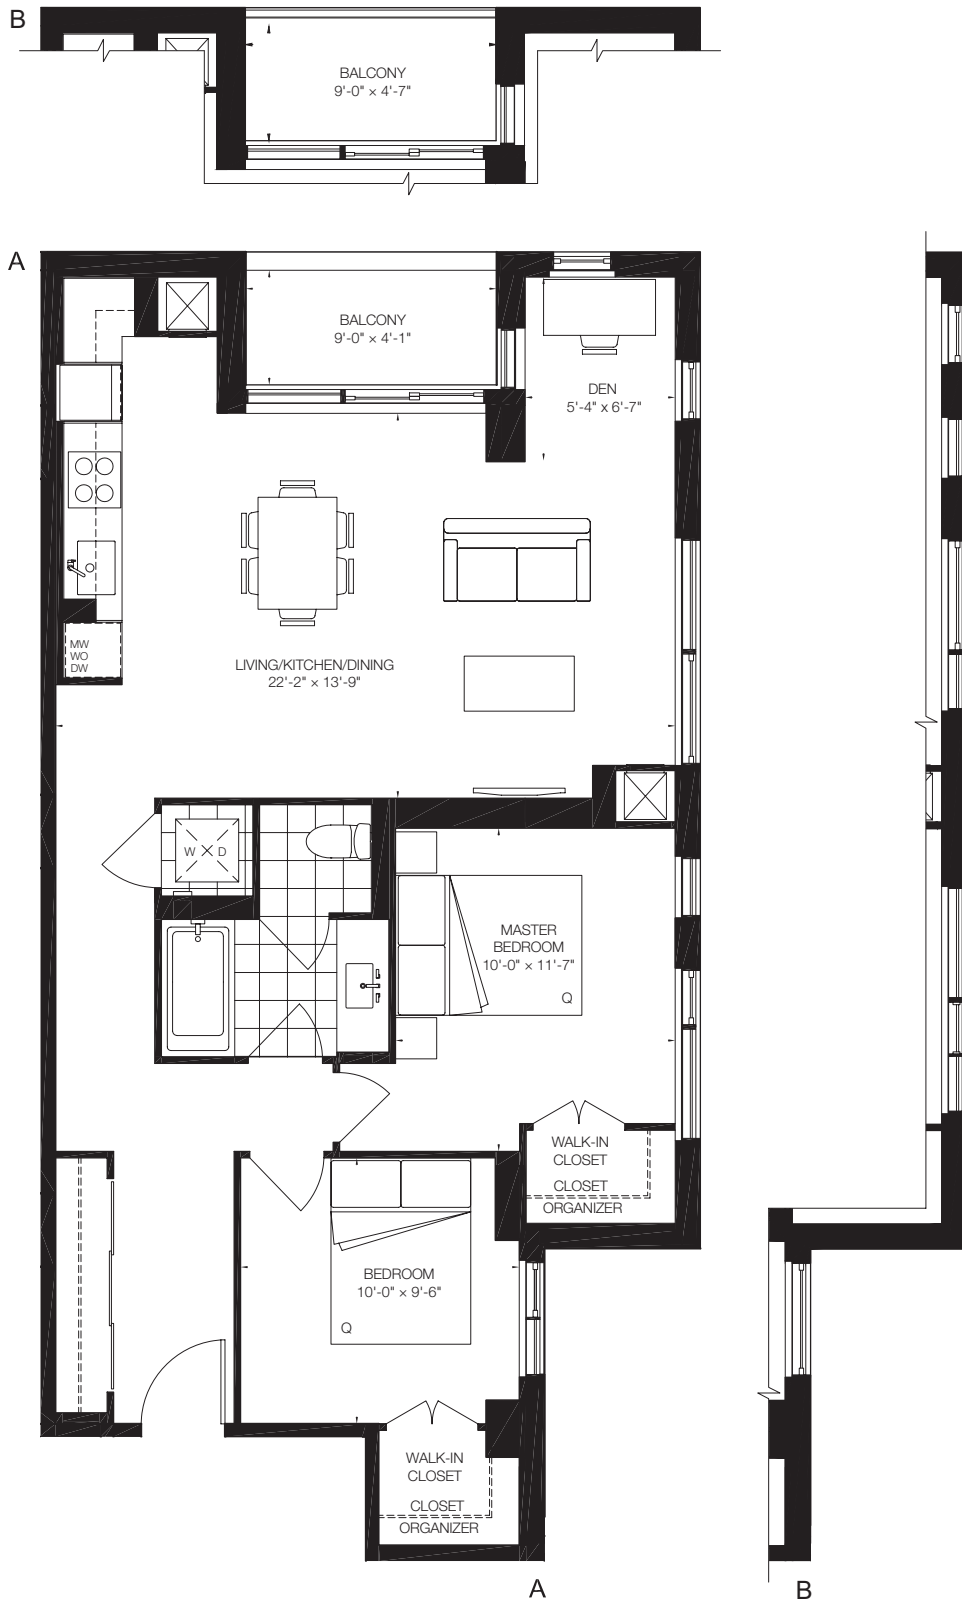 B
BALCONY
9'-0" × 4'-7"
A
BALCONY
9'-0" × 4'-1"
DEN
5'-4" x 6'-7"
MW
WO
DW
LIVING/KITCHEN/DINING
22'-2" × 13'-9"
W D
MASTER
BEDROOM
10'-0" × 11'-7"
Q
WALK-IN
CLOSET
CLOSET
ORGANIZER
BEDROOM
10'-0" × 9'-6"
Q
WALK-IN
CLOSET
CLOSET
ORGANIZER
A
B